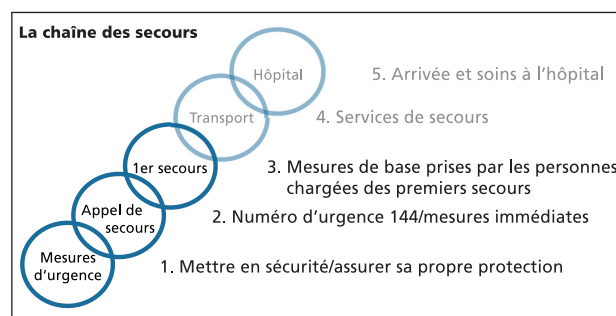 La chaîne des secours
Hôpital
5. Arrivée et soins à l’hôpital
Transport
4. Services de secours
1er secours
3. Mesures de base prises par les personnes
chargées des premiers secours
Appel de
secours
2. Numéro d’urgence 144/mesures immédiates
Mesures
d’urgence
1. Mettre en sécurité/assurer sa propre protection